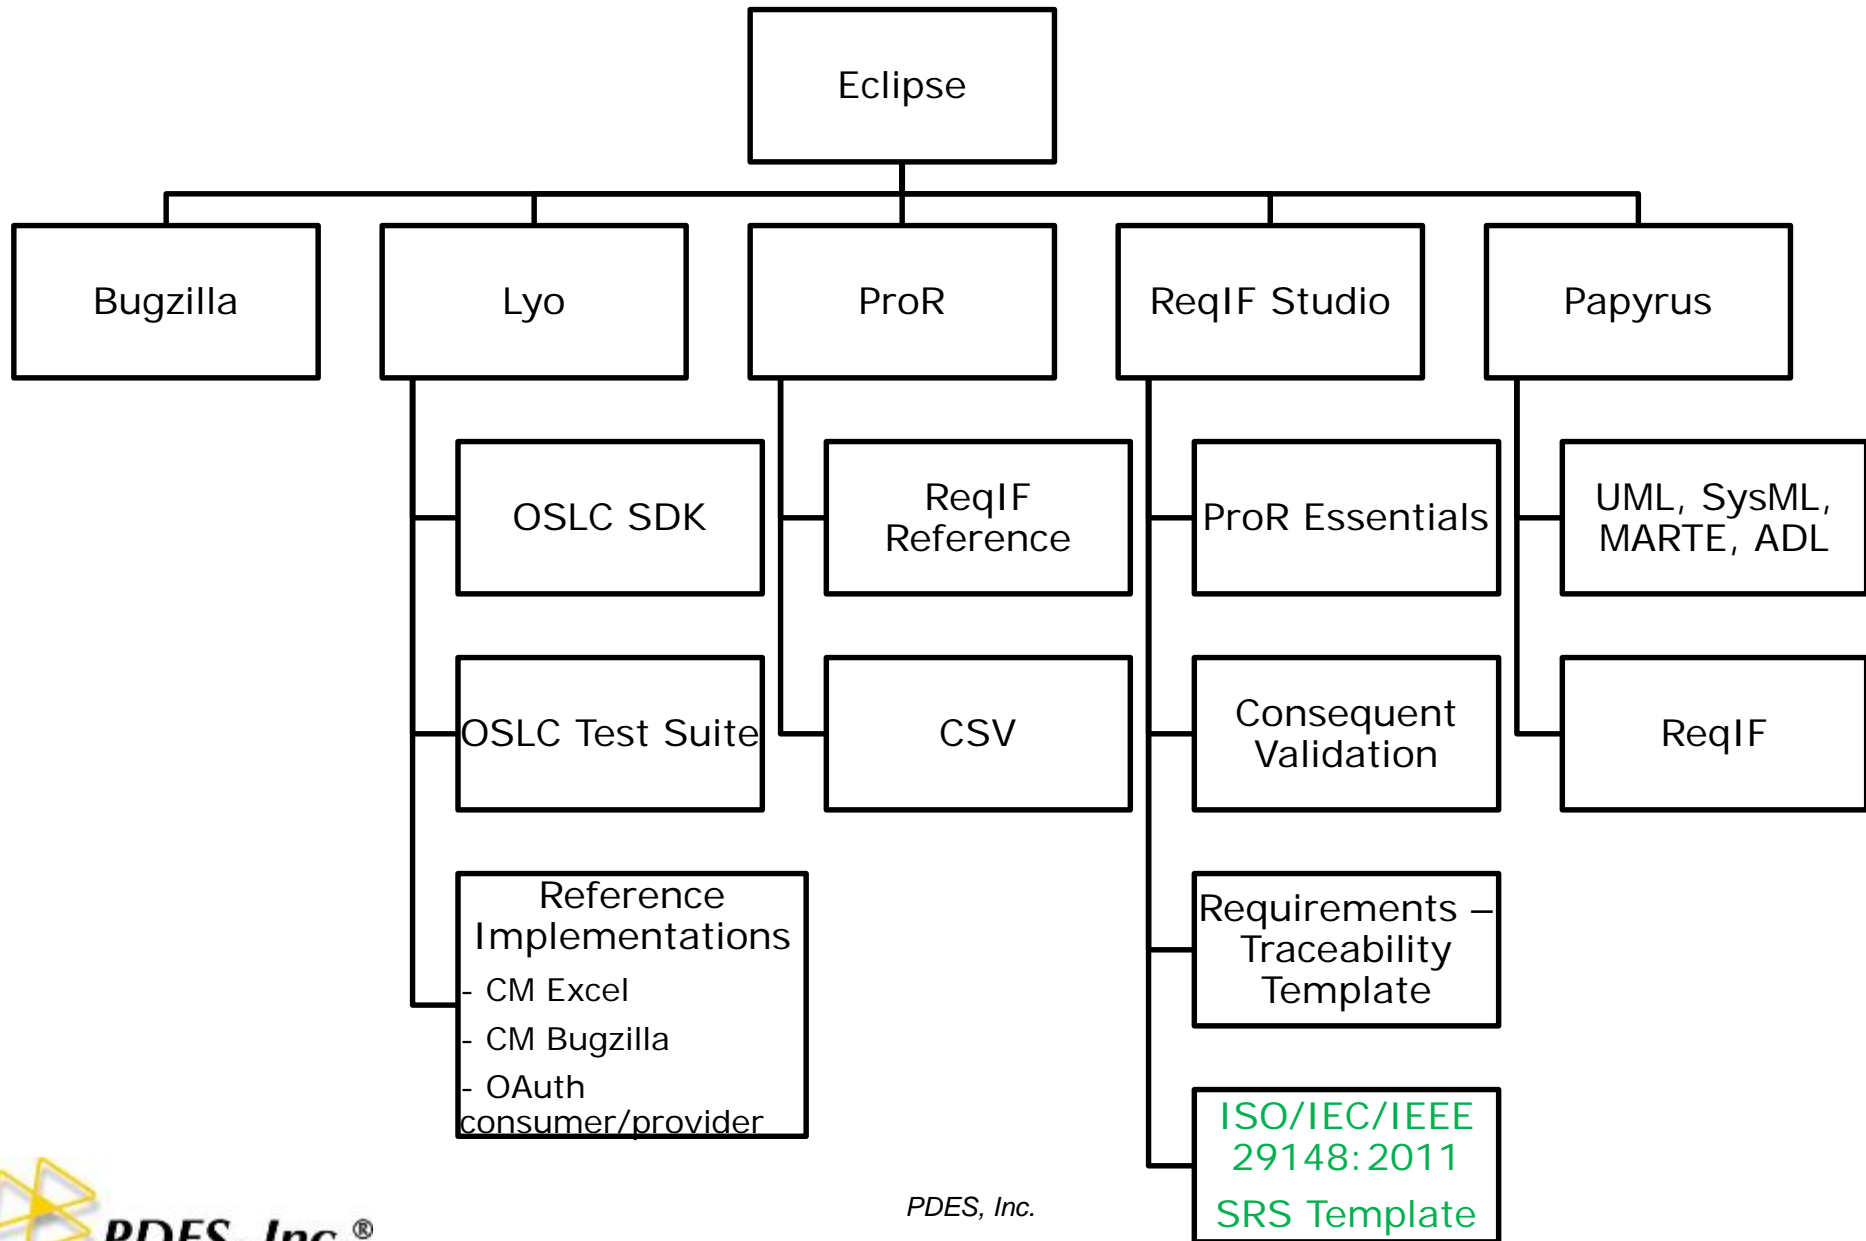 Eclipse
Bugzilla
Lyo
ProR
ReqIF Studio
Papyrus
OSLC SDK
OSLC Test Suite
Reference
Implementations
- CM Excel
- CM Bugzilla
- OAuth
consumer/provider
ReqIF
Reference
CSV
ProR Essentials
Consequent
Validation
Requirements –
Traceability
Template
ISO/IEC/IEEE
29148:2011
SRS Template
UML, SysML,
MARTE, ADL
ReqIF
PDES, Inc.®
PDES, Inc.